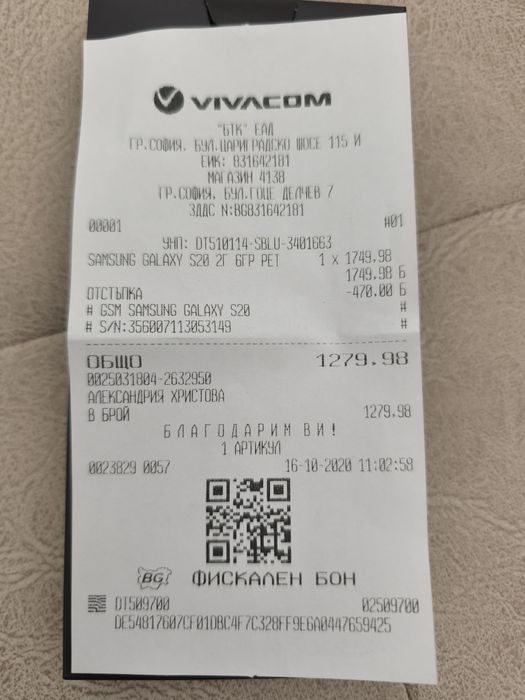 VIVACOM
"БТК" ЕАД
ГР.СОФИЯ, БУЛ.ЦАРИГРАДСКО ШОСЕ 115 И
ЕИК: 831642181
МАГАЗИН 4138
ГР.СОФИЯ, БУЛ.ГОЦЕ ДЕЛЧЕВ 7
ЗДДС N:BG831642181
00001 #01
УНП: DT510114-SBLU-3401663
SAMSUNG GALAXY S20 2Г 6ГР РЕТ 1 x 1749.98
1749.98 Б
ОТСТЪПКА -470.00 Б
# GSM SAMSUNG GALAXY S20 #
# S/N:356007113053149 #
ОБЩО 1279.98
0025031804-2632950
АЛЕКСАНДРИЯ ХРИСТОВА
В БРОЙ 1279.98
БЛАГОДАРИМ ВИ!
1 АРТИКУЛ
0023829 0057 16-10-2020 11:02:58
BG ФИСКАЛЕН БОН
DT509700 02509700
DE54817607CF01DBC4F7C328FF9E6A0447659425